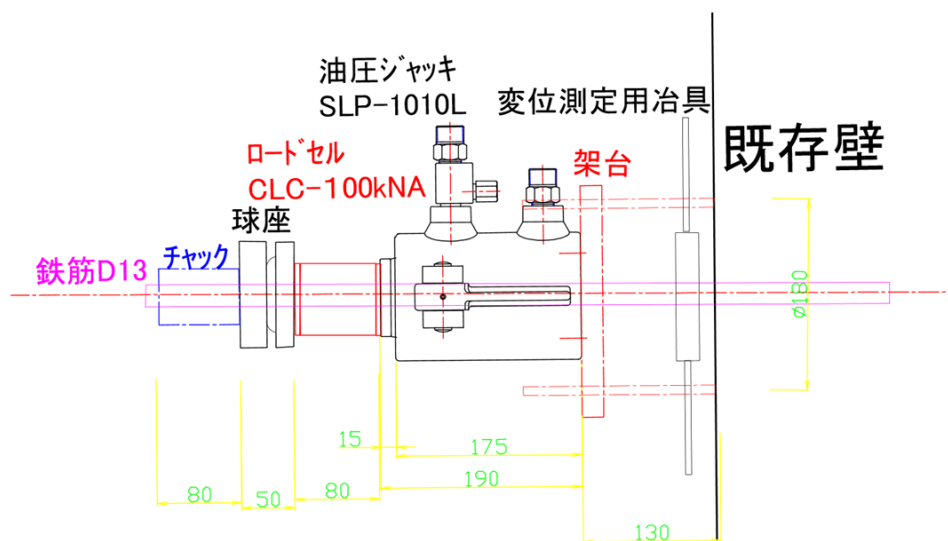 油圧ジャッキ
SLP-1010L
変位測定用冶具
既存壁
ロードセル
CLC-100kNA
架台
球座
チャック
鉄筋D13
ø180
15
175
190
80
50
80
130